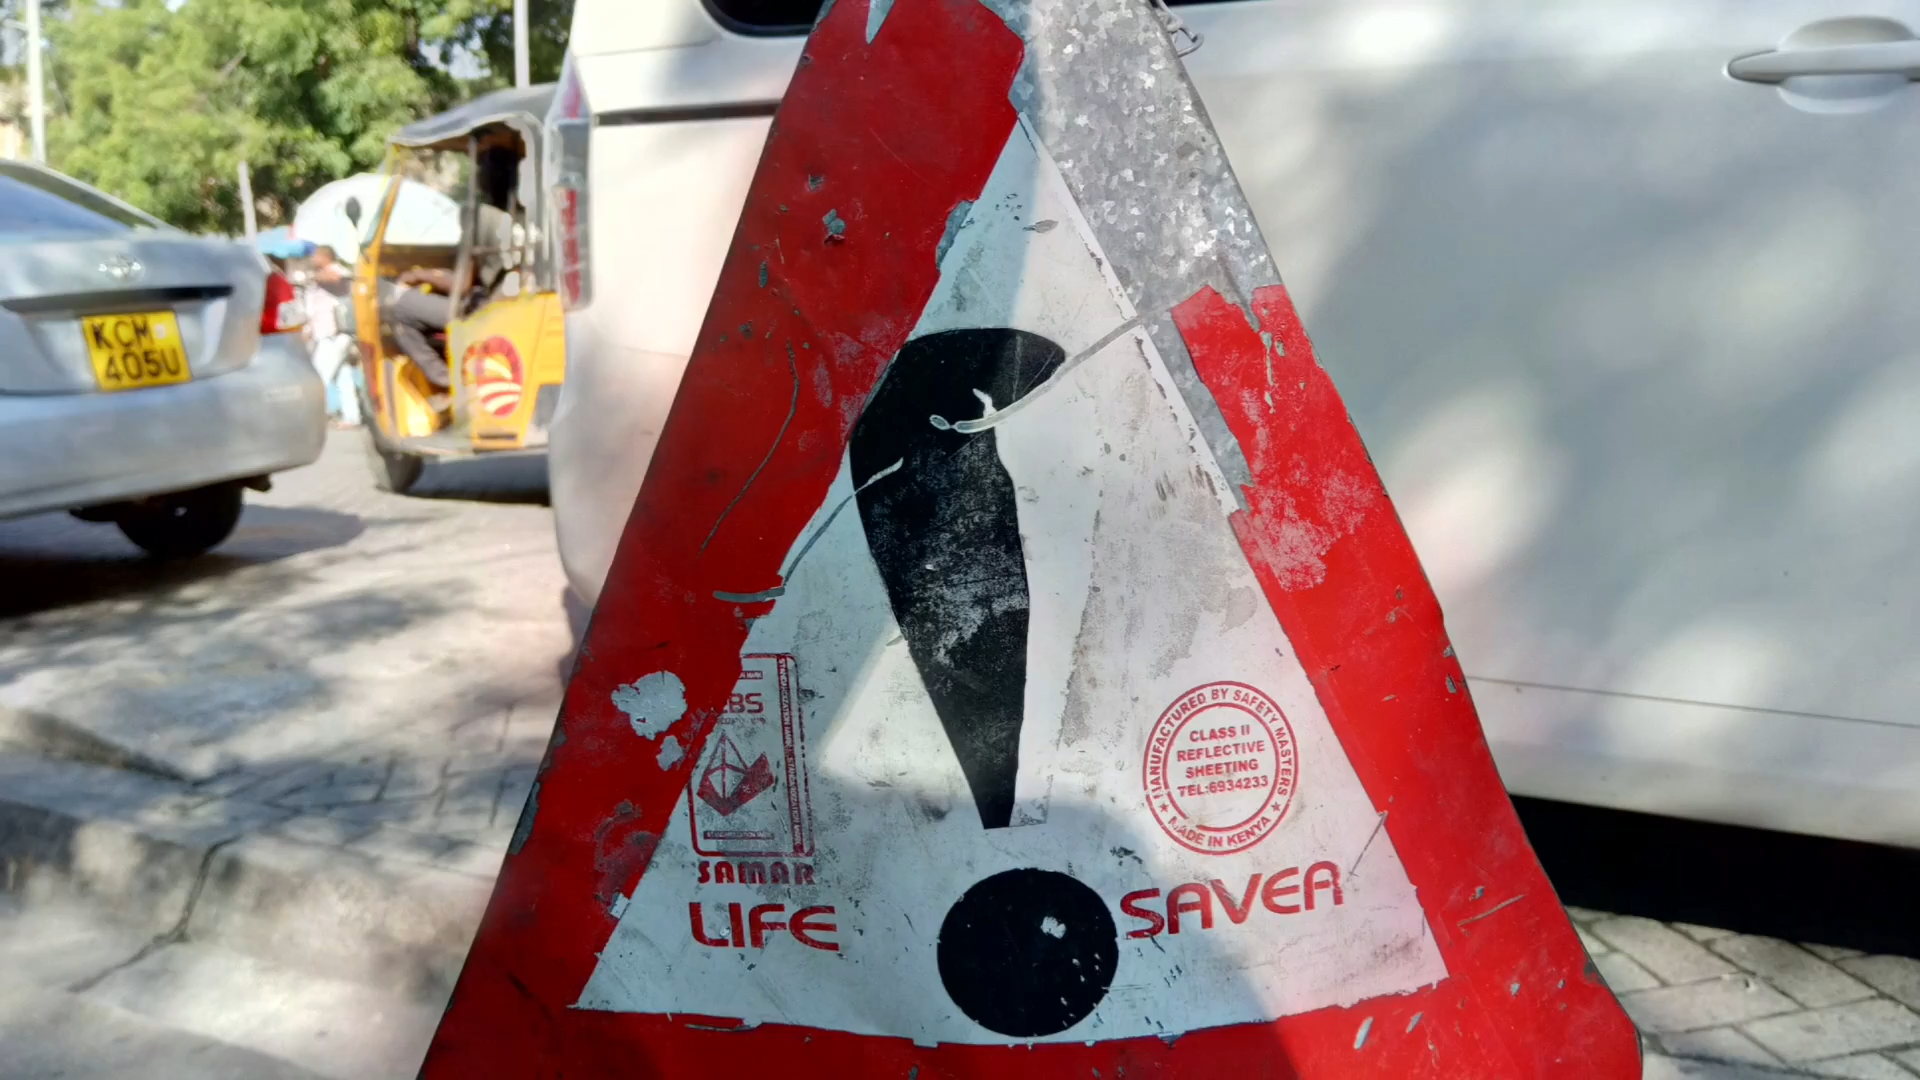 KCM
405U
MANUFACTURED BY SAFETY MASTERS
CLASS II
REFLECTIVE
SHEETING
TEL:6934233
MADE IN KENYA
SAMAR
LIFE
SAVER